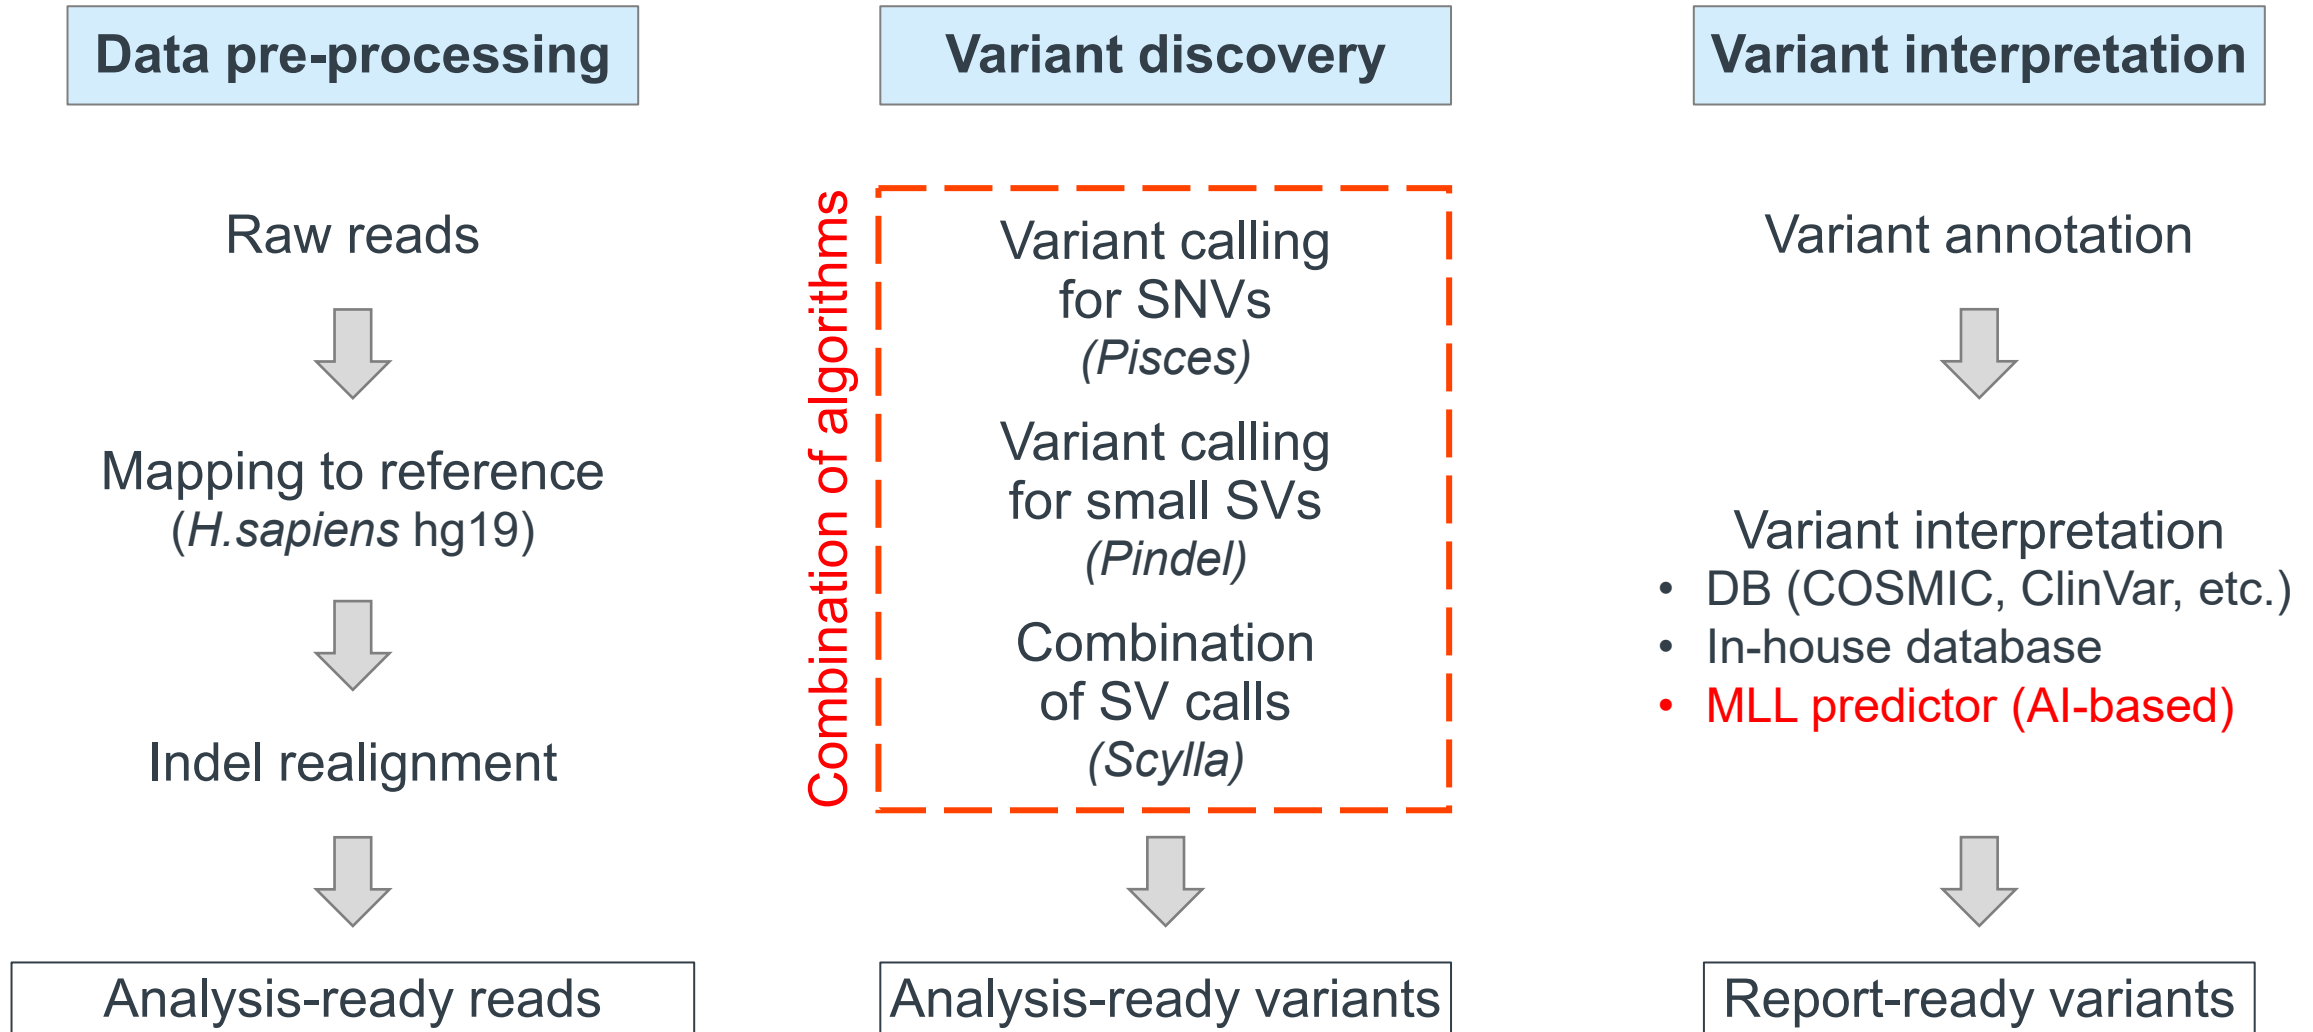 Data pre-processing
Raw reads
Mapping to reference
(H.sapiens hg19)
Indel realignment
Analysis-ready reads
Variant discovery
Combination of algorithms
Variant calling
for SNVs
(Pisces)
Variant calling
for small SVs
(Pindel)
Combination
of SV calls
(Scylla)
Analysis-ready variants
Variant interpretation
Variant annotation
Variant interpretation
• DB (COSMIC, ClinVar, etc.)
• In-house database
• MLL predictor (AI-based)
Report-ready variants